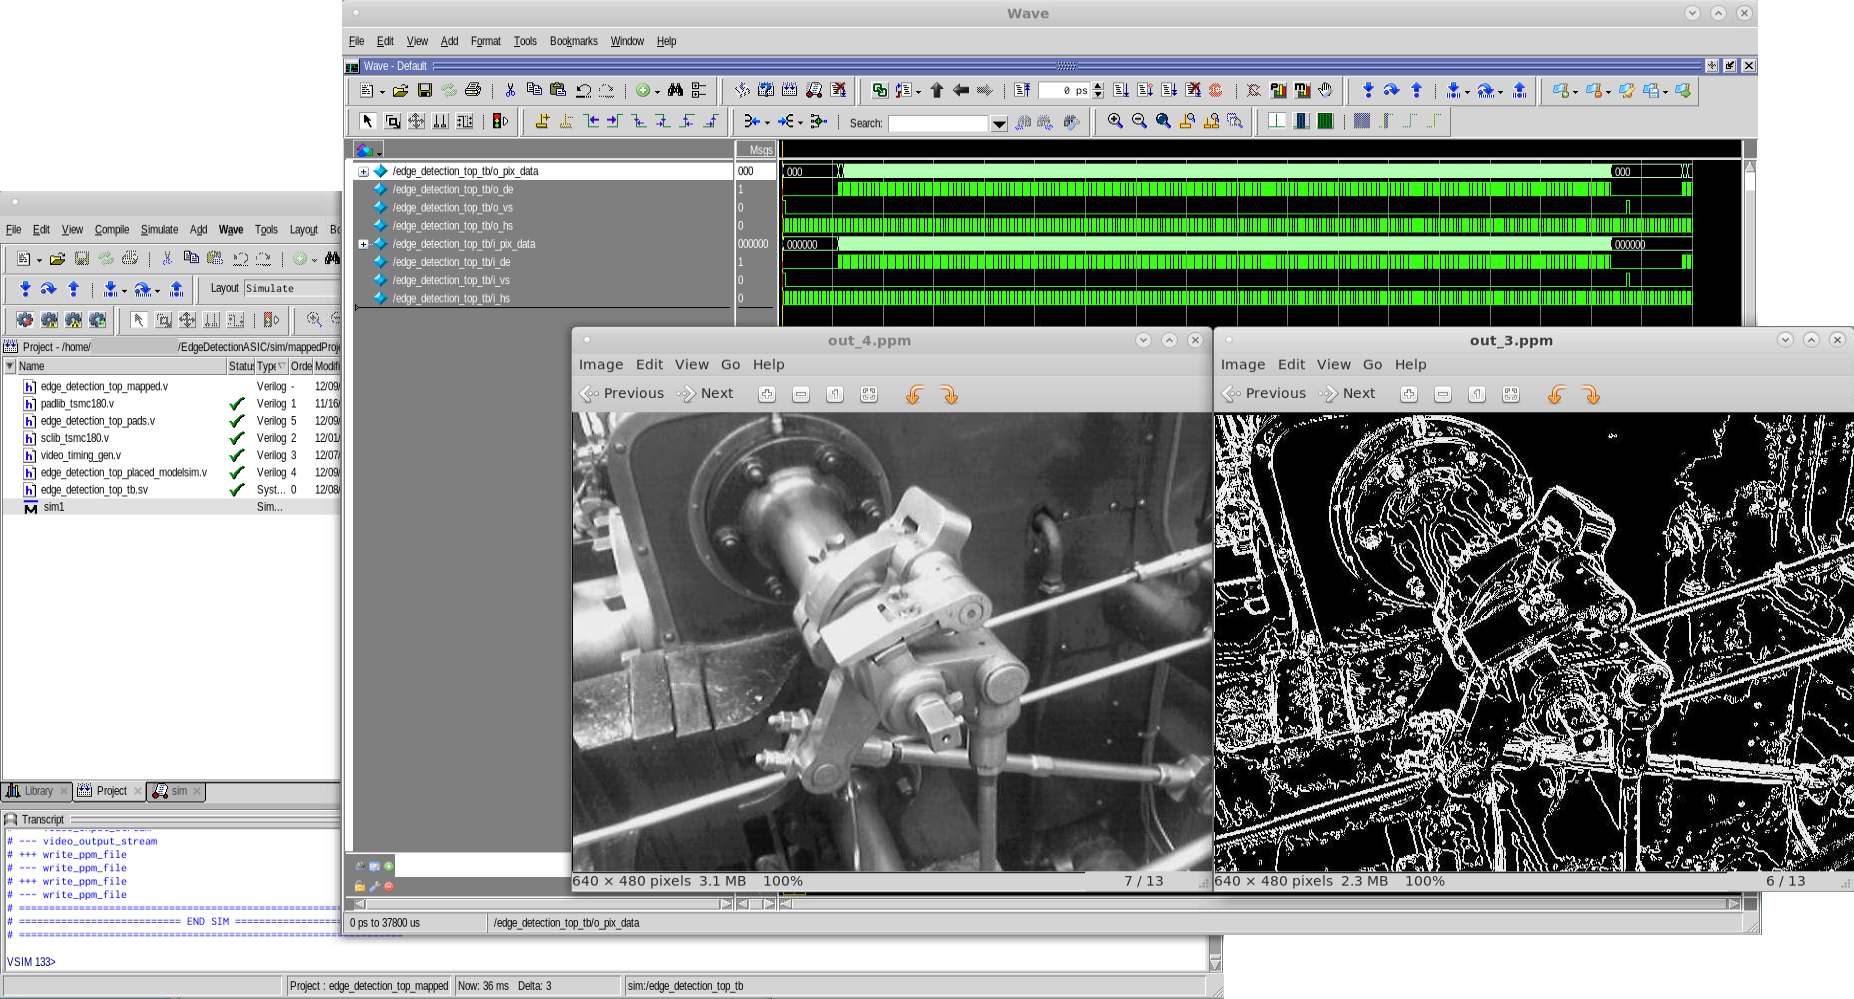 Wave
File Edit View Add Format Tools Bookmarks Window Help
Wave - Default
0 ps
Search:
Msgs
/edge_detection_top_tb/o_pix_data 000 000 000
/edge_detection_top_tb/o_de 1
/edge_detection_top_tb/o_vs 0
/edge_detection_top_tb/o_hs 0
/edge_detection_top_tb/i_pix_data 000000 000000 000000
/edge_detection_top_tb/i_de 1
/edge_detection_top_tb/i_vs 0
/edge_detection_top_tb/i_hs 0
0 ps to 37800 us /edge_detection_top_tb/o_pix_data
File Edit View Compile Simulate Add Wave Tools Layout Bo
Layout Simulate
Project - /home/ /EdgeDetectionASIC/sim/mappedProje
Name Status Type Orde Modifi
edge_detection_top_mapped.v Verilog - 12/09/
padlib_tsmc180.v Verilog 1 11/16/
edge_detection_top_pads.v Verilog 5 12/09/
sclib_tsmc180.v Verilog 2 12/01/
video_timing_gen.v Verilog 3 12/07/
edge_detection_top_placed_modelsim.v Verilog 4 12/09/
edge_detection_top_tb.sv Syst... 0 12/08/
sim1 Sim...
Library Project sim
Transcript
# --- video_output_stream
# +++ write_ppm_file
# --- write_ppm_file
# +++ write_ppm_file
# --- write_ppm_file
# =========================== END SIM
VSIM 133>
Project : edge_detection_top_mapped Now: 36 ms Delta: 3 sim:/edge_detection_top_tb
out_4.ppm
Image Edit View Go Help
Previous Next
640 × 480 pixels 3.1 MB 100% 7 / 13
out_3.ppm
Image Edit View Go Help
Previous Next
640 × 480 pixels 2.3 MB 100% 6 / 13